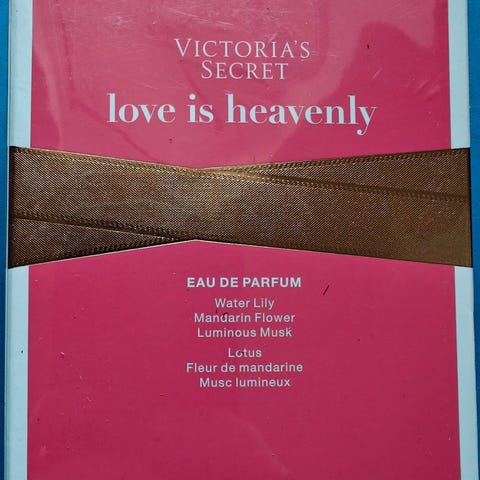 VICTORIA'S
SECRET
love is heavenly
EAU DE PARFUM
Water Lily
Mandarin Flower
Luminous Musk
Lotus
Fleur de mandarine
Musc lumineux